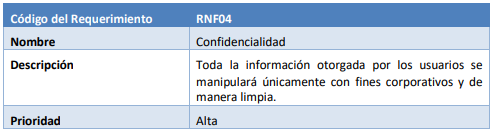 Código del Requerimiento RNF04
Nombre Confidencialidad
Descripción Toda la información otorgada por los usuarios se
manipulará únicamente con fines corporativos y de
manera limpia.
Prioridad Alta